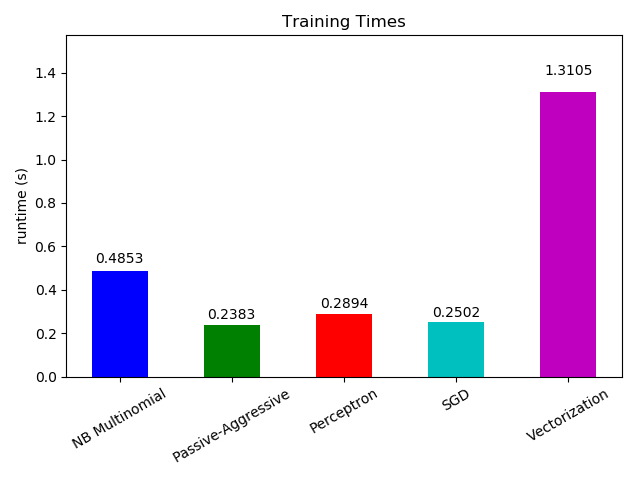 Training Times
runtime (s)
1.4
1.2
1.0
0.8
0.6
0.4
0.2
0.0
0.4853
0.2383
0.2894
0.2502
1.3105
NB Multinomial
Passive-Aggressive
Perceptron
SGD
Vectorization